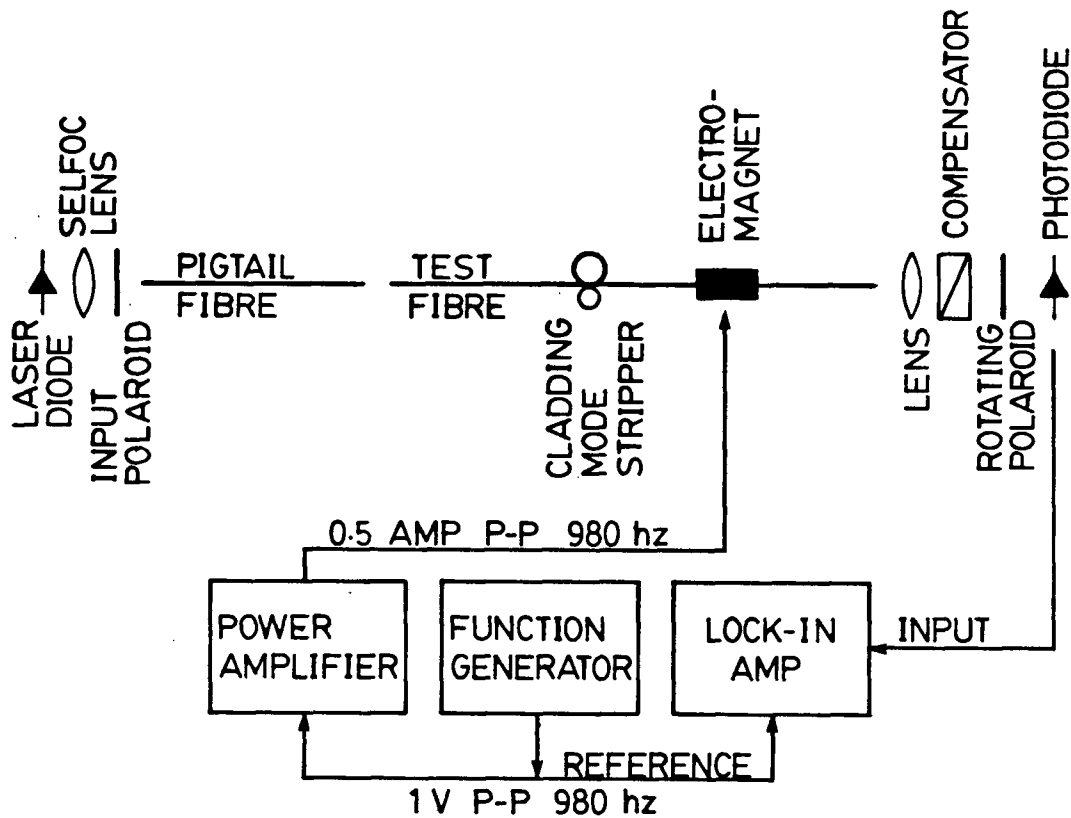 LASER
DIODE
SELFOC
LENS
INPUT
POLAROID
PIGTAIL
FIBRE
TEST
FIBRE
CLADDING
MODE
STRIPPER
ELECTRO-
MAGNET
LENS
COMPENSATOR
ROTATING
POLAROID
PHOTODIODE
0·5 AMP P-P 980 hz
POWER
AMPLIFIER
FUNCTION
GENERATOR
LOCK-IN
AMP
INPUT
REFERENCE
1V P-P 980 hz